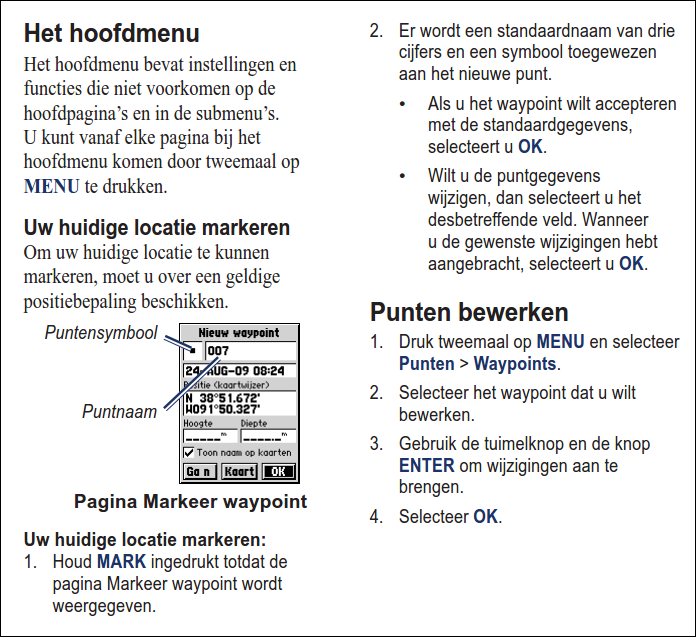 Het hoofdmenu
Het hoofdmenu bevat instellingen en
functies die niet voorkomen op de
hoofdpagina's en in de submenu's.
U kunt vanaf elke pagina bij het
hoofdmenu komen door tweemaal op
MENU te drukken.
Uw huidige locatie markeren
Om uw huidige locatie te kunnen
markeren, moet u over een geldige
positiebepaling beschikken.
Puntensymbool
Puntnaam
Nieuw waypoint
007
24-AUG-09 08:24
Positie (kaartwijzer)
N 38°51.672'
W091°50.327'
Hoogte Diepte
_____m ____._m
Toon naam op kaarten
Ga n Kaart OK
Pagina Markeer waypoint
Uw huidige locatie markeren:
1. Houd MARK ingedrukt totdat de
pagina Markeer waypoint wordt
weergegeven.
2. Er wordt een standaardnaam van drie
cijfers en een symbool toegewezen
aan het nieuwe punt.
• Als u het waypoint wilt accepteren
met de standaardgegevens,
selecteert u OK.
• Wilt u de puntgegevens
wijzigen, dan selecteert u het
desbetreffende veld. Wanneer
u de gewenste wijzigingen hebt
aangebracht, selecteert u OK.
Punten bewerken
1. Druk tweemaal op MENU en selecteer
Punten > Waypoints.
2. Selecteer het waypoint dat u wilt
bewerken.
3. Gebruik de tuimelknop en de knop
ENTER om wijzigingen aan te
brengen.
4. Selecteer OK.